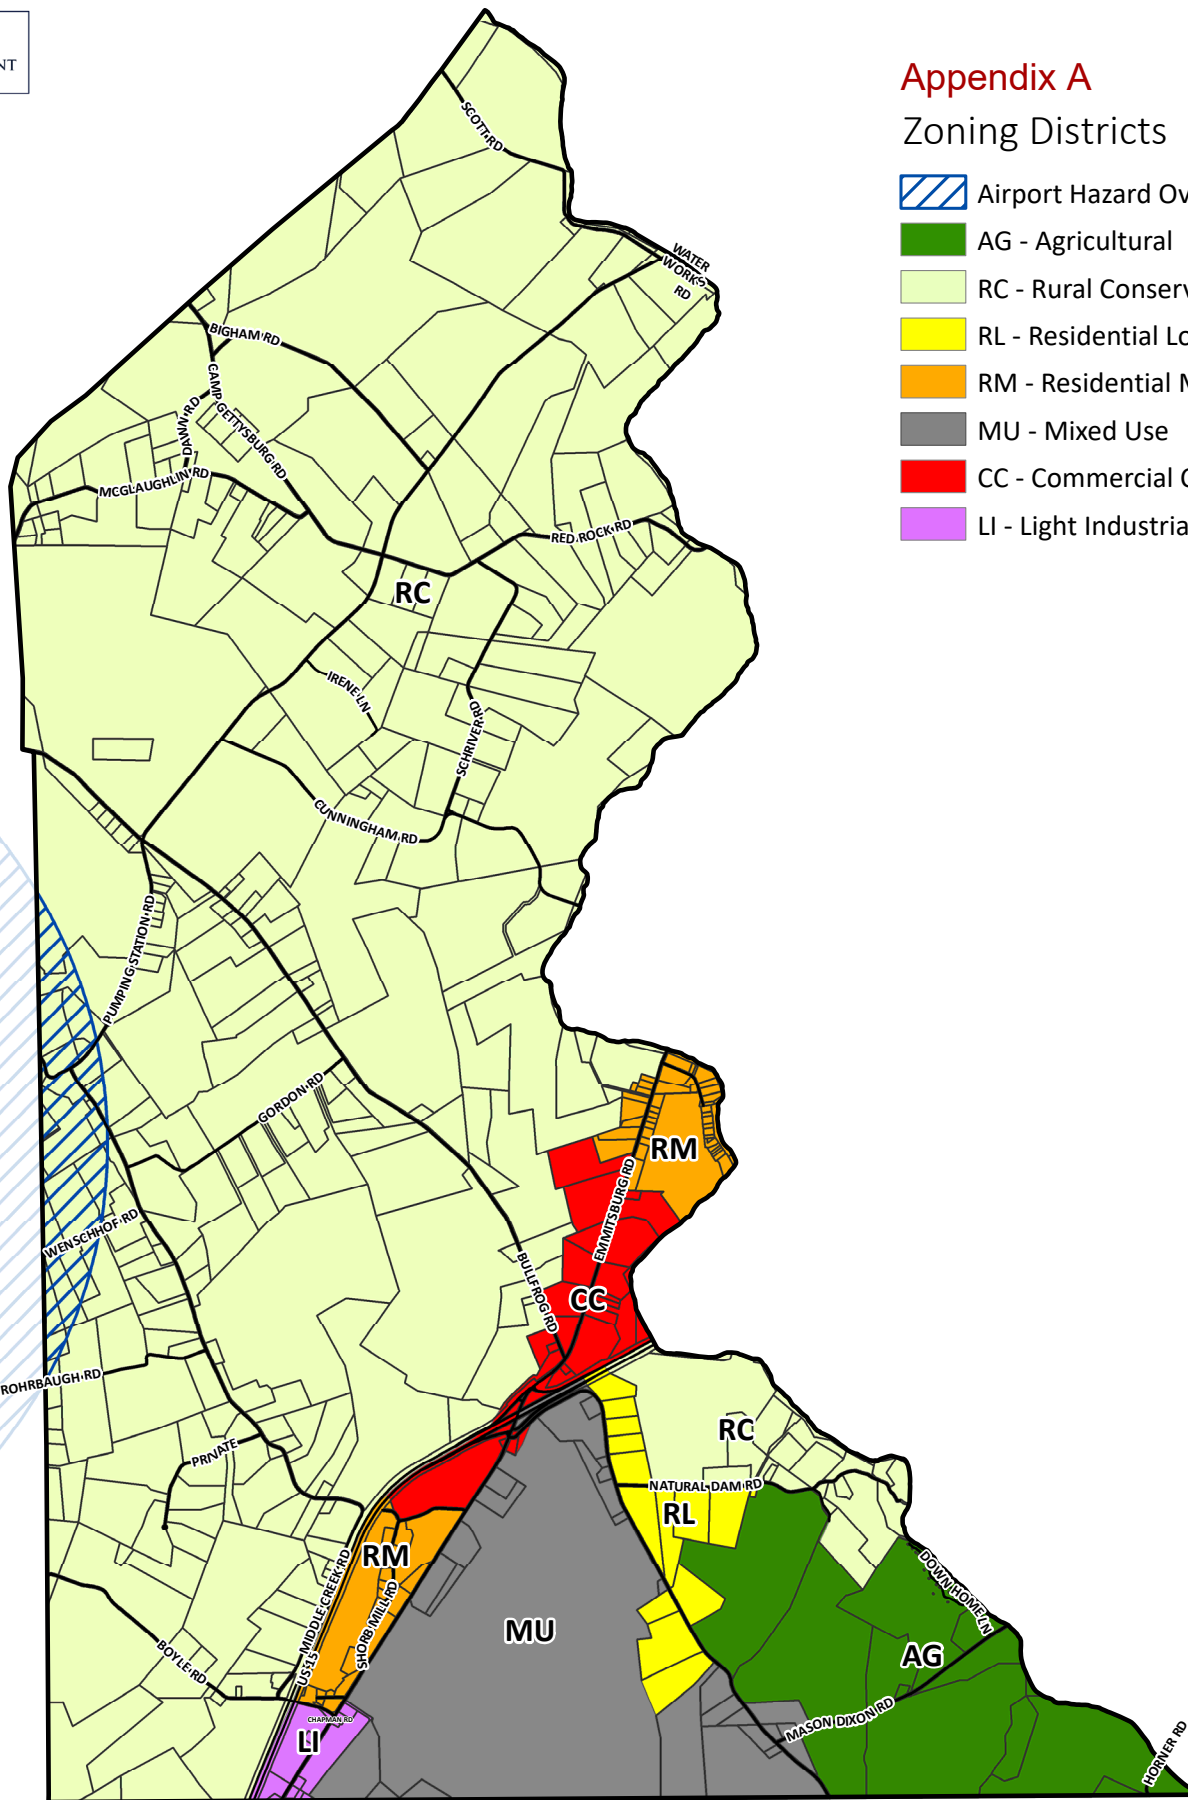 NT
Appendix A
Zoning Districts
Airport Hazard Ov
AG - Agricultural
RC - Rural Conserv
RL - Residential Lo
RM - Residential M
MU - Mixed Use
CC - Commercial C
LI - Light Industria
SCOTT RD
WATER
WORKS
RD
BIGHAM RD
CAMP GETTYSBURG RD
DAWN RD
MCGLAUGHLIN RD
RED ROCK RD
RC
IRENE LN
SCHRIVER RD
CUNNINGHAM RD
PUMPING STATION RD
GORDON RD
RM
EMMITSBURG RD
WENSCHHOF RD
BULLFROG RD
CC
ROHRBAUGH RD
RC
PRIVATE
NATURAL DAM RD
RL
RM
MIDDLE CREEK RD
SHORB MILL RD
DOWN HOME LN
MU
BOYLE RD
US 15
AG
CHAPMAN RD
MASON DIXON RD
LI
HORNER RD